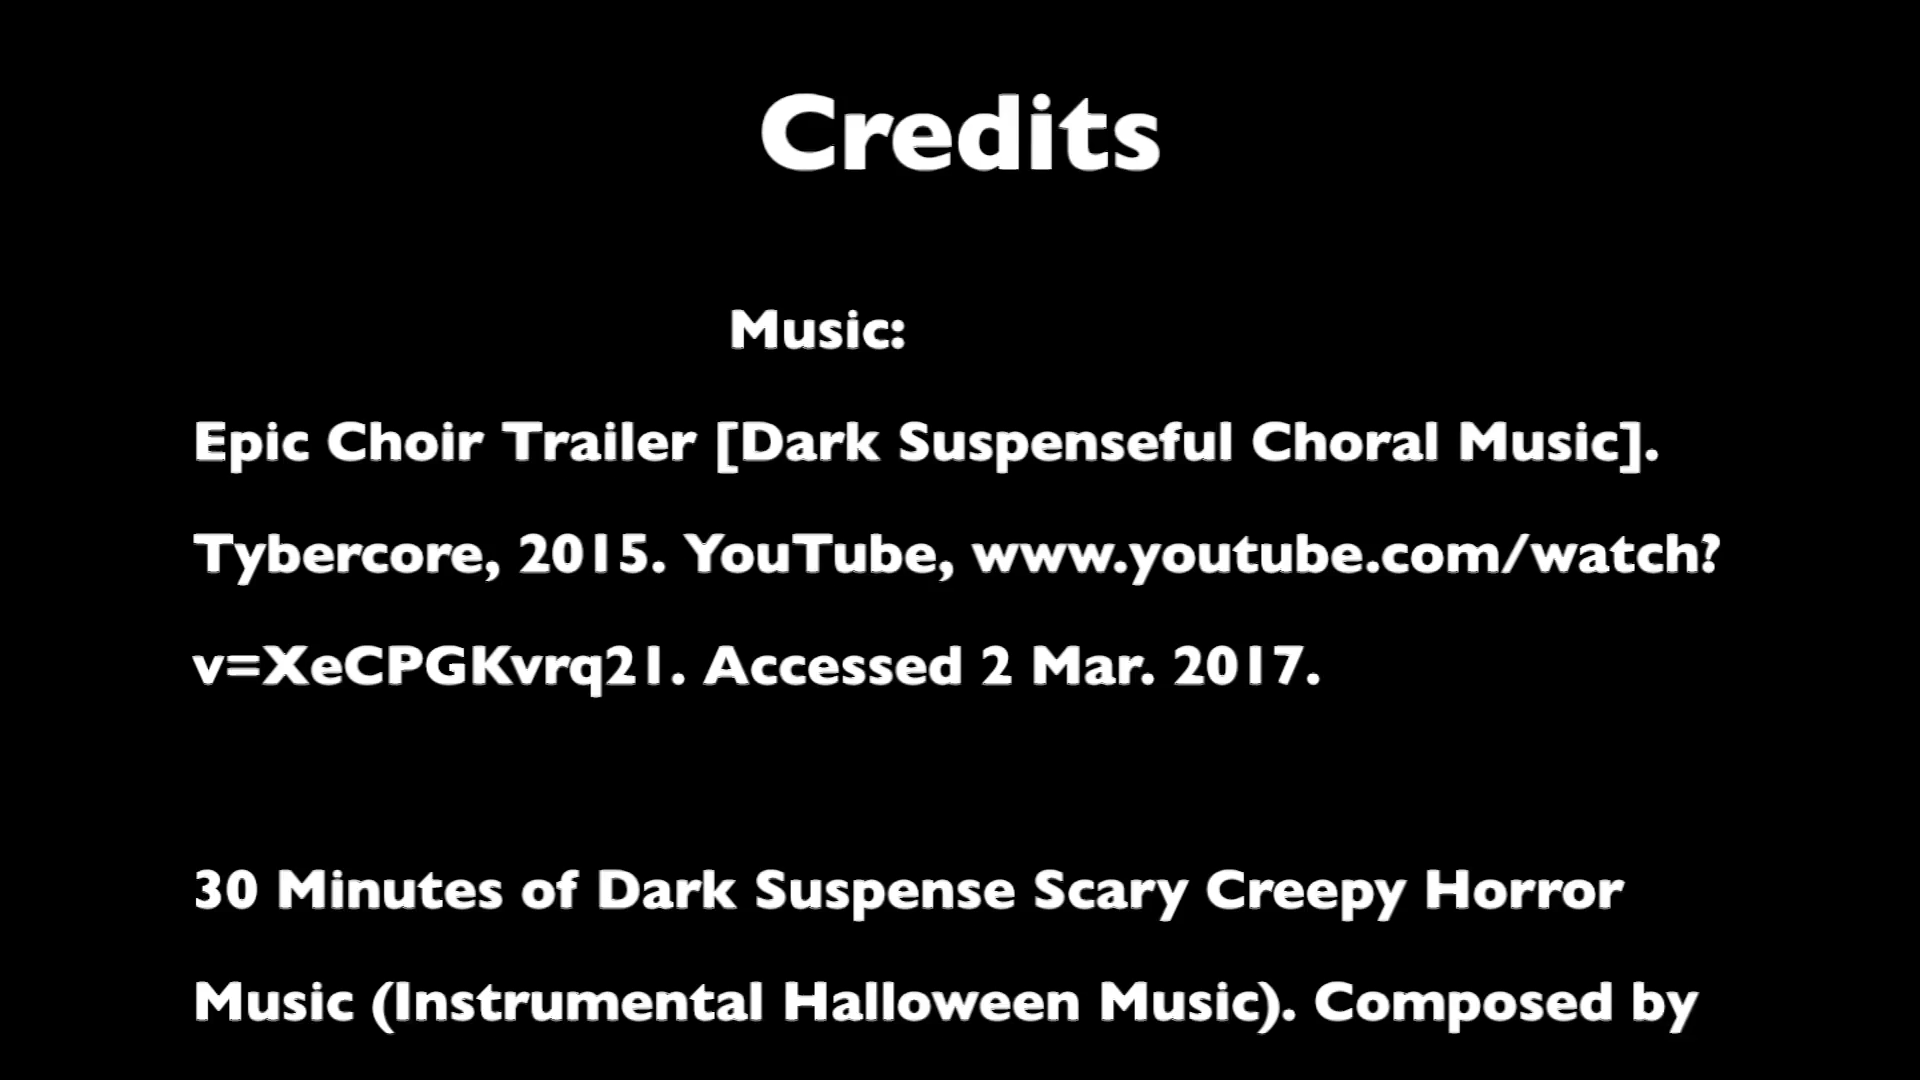 Credits
Music:
Epic Choir Trailer [Dark Suspenseful Choral Music].
Tybercore, 2015. YouTube, www.youtube.com/watch?
v=XeCPGKvrq21. Accessed 2 Mar. 2017.
30 Minutes of Dark Suspense Scary Creepy Horror
Music (Instrumental Halloween Music). Composed by